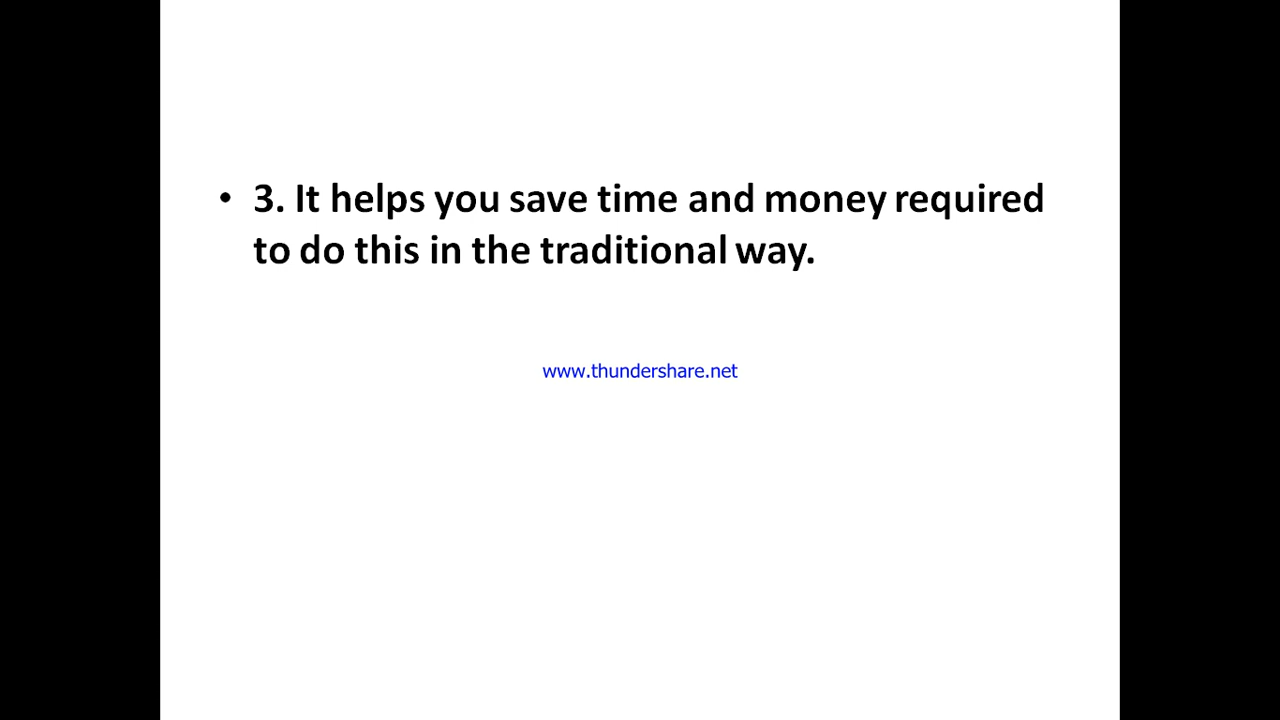 • 3. It helps you save time and money required
to do this in the traditional way.
www.thundershare.net